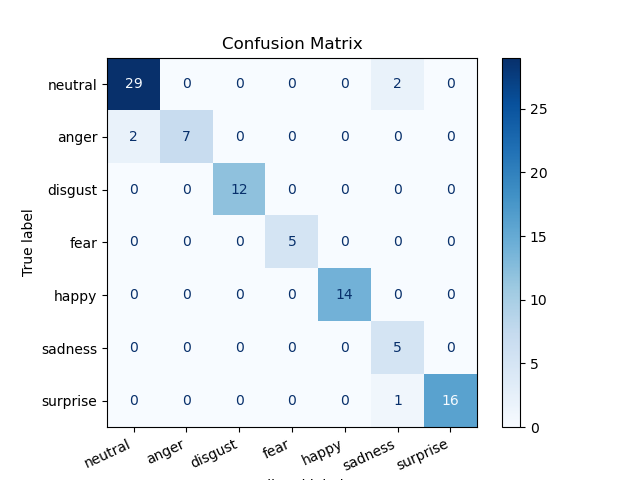 Confusion Matrix
True label
neutral 29 0 0 0 0 2 0
anger 2 7 0 0 0 0 0
disgust 0 0 12 0 0 0 0
fear 0 0 0 5 0 0 0
happy 0 0 0 0 14 0 0
sadness 0 0 0 0 0 5 0
surprise 0 0 0 0 0 1 16
neutral anger disgust fear happy sadness surprise
25
20
15
10
5
0